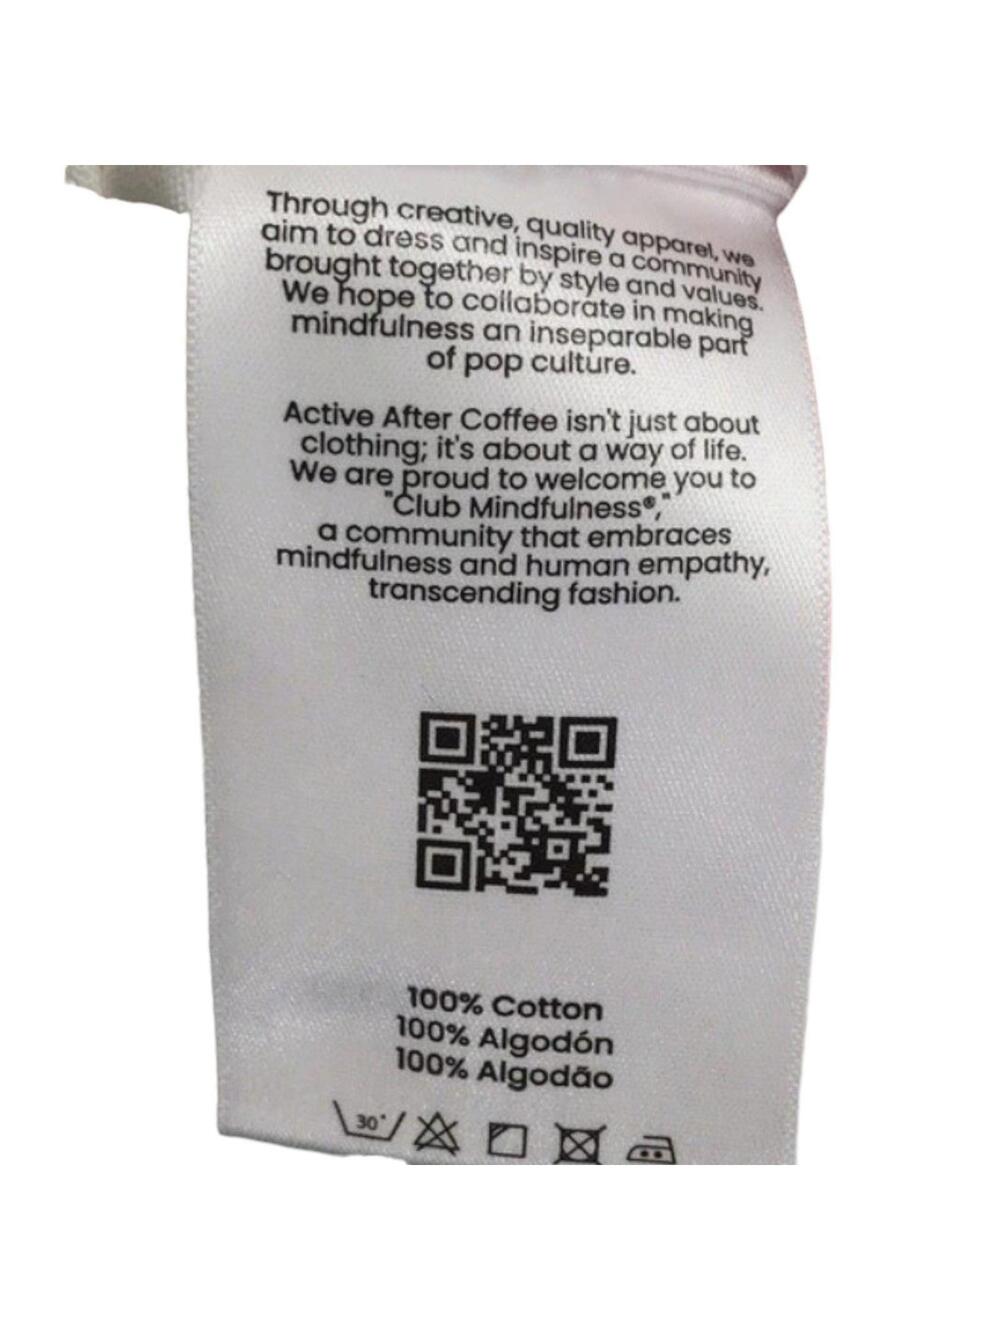 Through creative, quality apparel, we
aim to dress and inspire a community
brought together by style and values.
We hope to collaborate in making
mindfulness an inseparable part
of pop culture.
Active After Coffee isn't just about
clothing; it's about a way of life.
We are proud to welcome you to
"Club Mindfulness®,"
a community that embraces
mindfulness and human empathy,
transcending fashion.
100% Cotton
100% Algodón
100% Algodão
30°